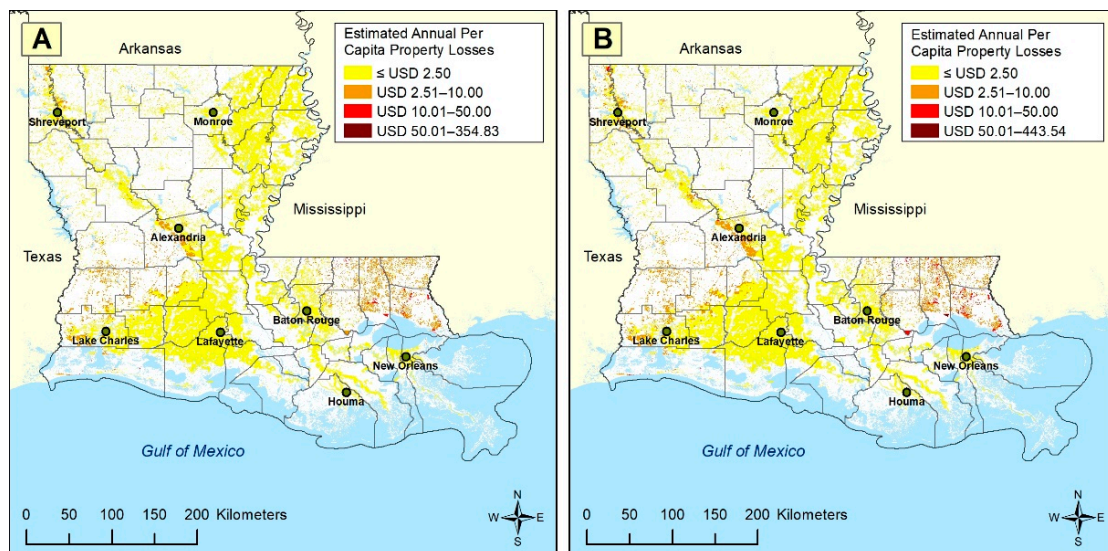 A
Arkansas
Estimated Annual Per
Capita Property Losses
≤ USD 2.50
USD 2.51–10.00
USD 10.01–50.00
USD 50.01–354.83
Shreveport
Monroe
Mississippi
Alexandria
Texas
Baton Rouge
Lake Charles
Lafayette
New Orleans
Houma
Gulf of Mexico
N
W E
S
0 50 100 150 200 Kilometers
B
Arkansas
Estimated Annual Per
Capita Property Losses
≤ USD 2.50
USD 2.51–10.00
USD 10.01–50.00
USD 50.01–443.54
Shreveport
Monroe
Mississippi
Alexandria
Texas
Baton Rouge
Lake Charles
Lafayette
New Orleans
Houma
Gulf of Mexico
N
W E
S
0 50 100 150 200 Kilometers